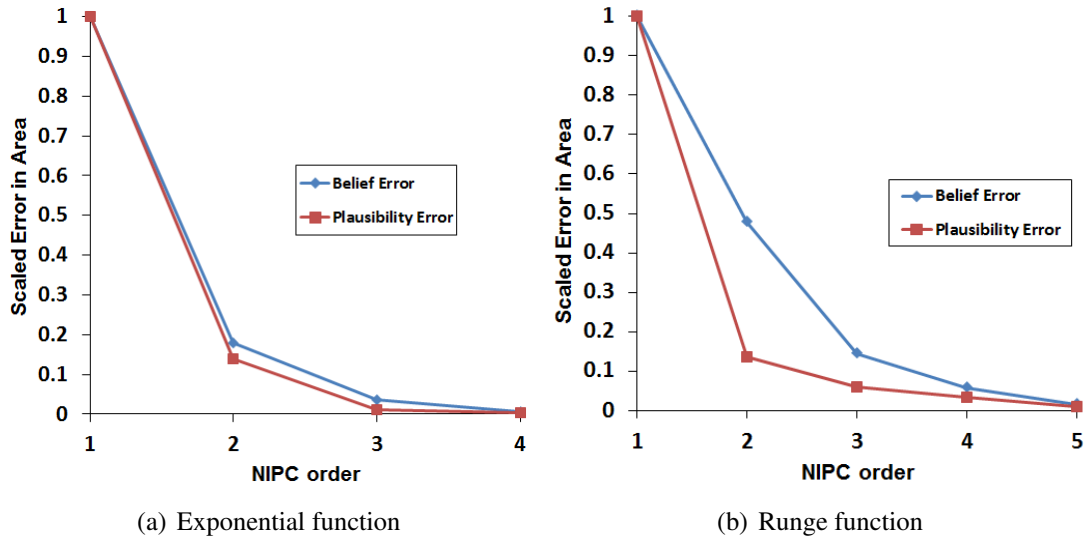 Scaled Error in Area
1
0.9
0.8
0.7
0.6
0.5
0.4
0.3
0.2
0.1
0
Belief Error
Plausibility Error
1 2 3 4
NIPC order
(a) Exponential function
Scaled Error in Area
1
0.9
0.8
0.7
0.6
0.5
0.4
0.3
0.2
0.1
0
Belief Error
Plausibility Error
1 2 3 4 5
NIPC order
(b) Runge function